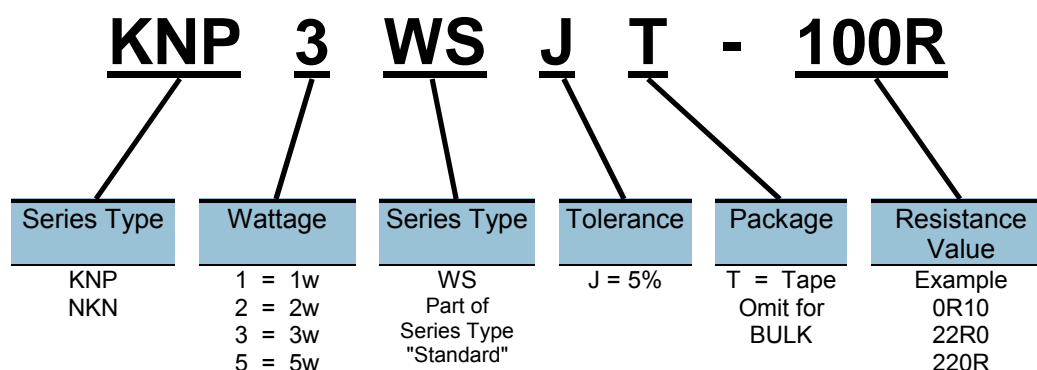 KNP 3 WS J T - 100R
Series Type
Wattage
Series Type
Tolerance
Package
Resistance
Value
KNP
NKN
1 = 1w
2 = 2w
3 = 3w
5 = 5w
WS
Part of
Series Type
"Standard"
J = 5%
T = Tape
Omit for
BULK
Example
0R10
22R0
220R